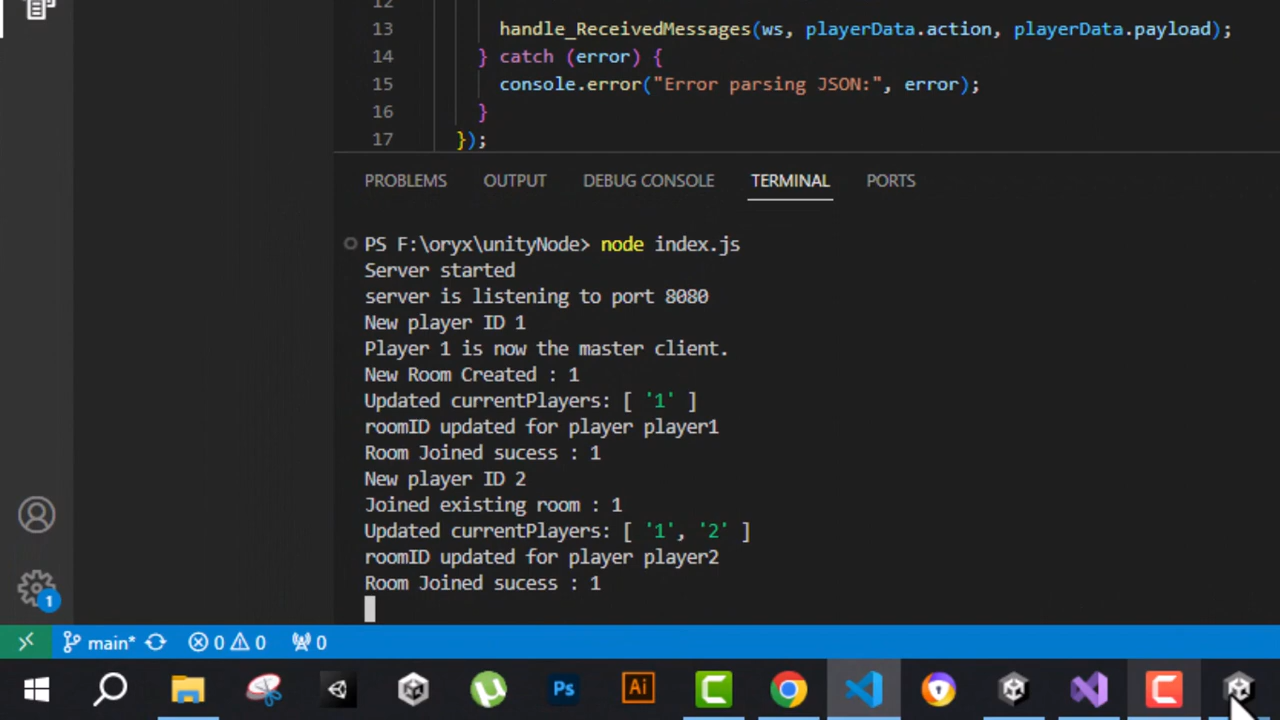 12
13 handle_ReceivedMessages(ws, playerData.action, playerData.payload);
14 } catch (error) {
15 console.error("Error parsing JSON:", error);
16 }
17 });
PROBLEMS OUTPUT DEBUG CONSOLE TERMINAL PORTS
PS F:\oryx\unityNode> node index.js
Server started
server is listening to port 8080
New player ID 1
Player 1 is now the master client.
New Room Created : 1
Updated currentPlayers: [ '1' ]
roomID updated for player player1
Room Joined sucess : 1
New player ID 2
Joined existing room : 1
Updated currentPlayers: [ '1', '2' ]
roomID updated for player player2
Room Joined sucess : 1
1
main* 0 0 0
Ps Ai